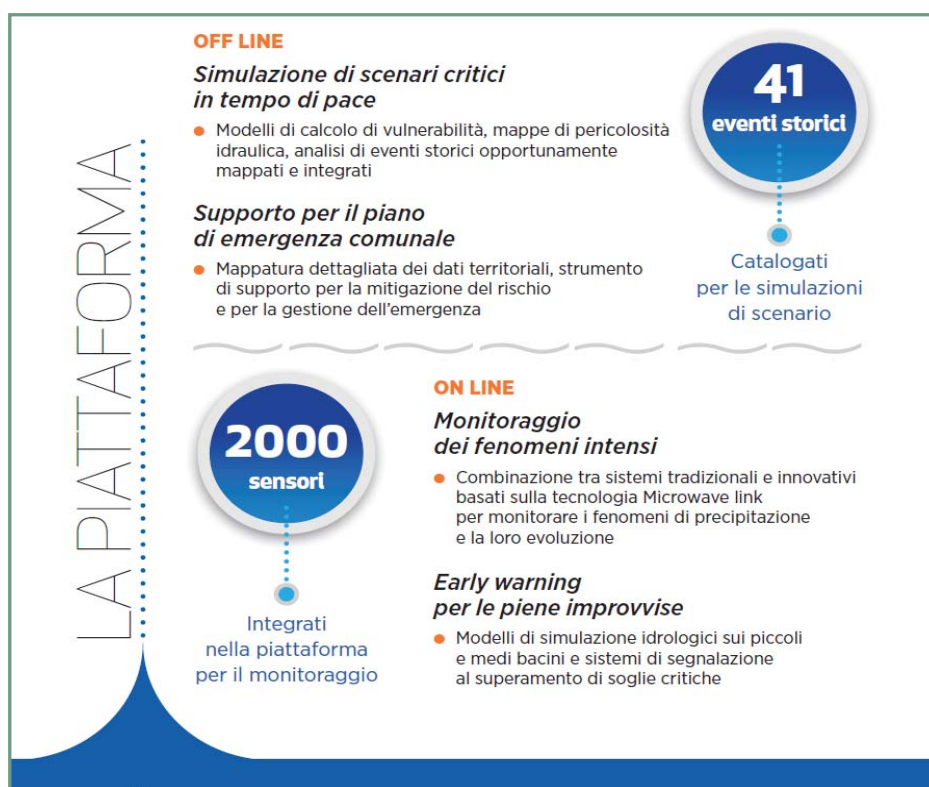 LA PIATTAFORMA
OFF LINE
Simulazione di scenari critici
in tempo di pace
Modelli di calcolo di vulnerabilità, mappe di pericolosità
idraulica, analisi di eventi storici opportunamente
mappati e integrati
Supporto per il piano
di emergenza comunale
Mappatura dettagliata dei dati territoriali, strumento
di supporto per la mitigazione del rischio
e per la gestione dell’emergenza
41
eventi storici
Catalogati
per le simulazioni
di scenario
2000
sensori
Integrati
nella piattaforma
per il monitoraggio
ON LINE
Monitoraggio
dei fenomeni intensi
Combinazione tra sistemi tradizionali e innovativi
basati sulla tecnologia Microwave link
per monitorare i fenomeni di precipitazione
e la loro evoluzione
Early warning
per le piene improvvise
Modelli di simulazione idrologici sui piccoli
e medi bacini e sistemi di segnalazione
al superamento di soglie critiche